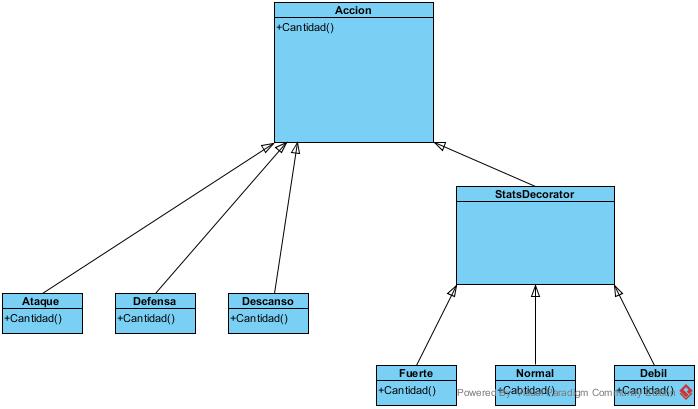 Accion
+Cantidad()
StatsDecorator
Ataque
+Cantidad()
Defensa
+Cantidad()
Descanso
+Cantidad()
Fuerte
+Cantidad()
Normal
+Cantidad()
Debil
+Cantidad()
Powered By Visual Paradigm Community Edition